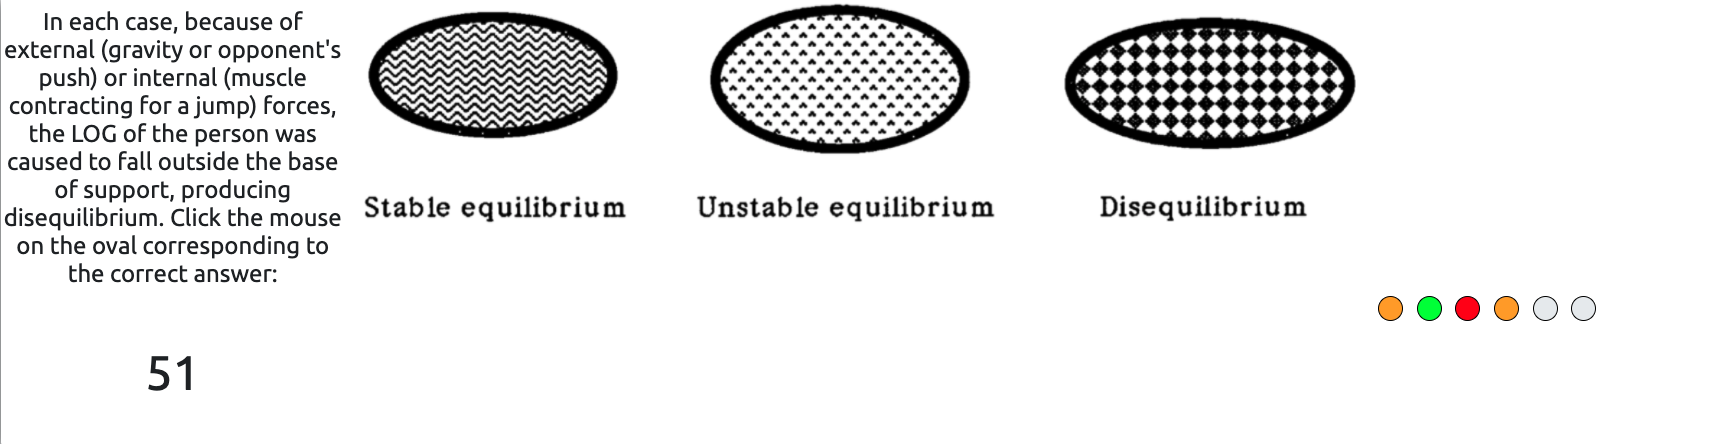 In each case, because of
external (gravity or opponent's
push) or internal (muscle
contracting for a jump) forces,
the LOG of the person was
caused to fall outside the base
of support, producing
disequilibrium. Click the mouse
on the oval corresponding to
the correct answer:
Stable equilibrium
Unstable equilibrium
Disequilibrium
51